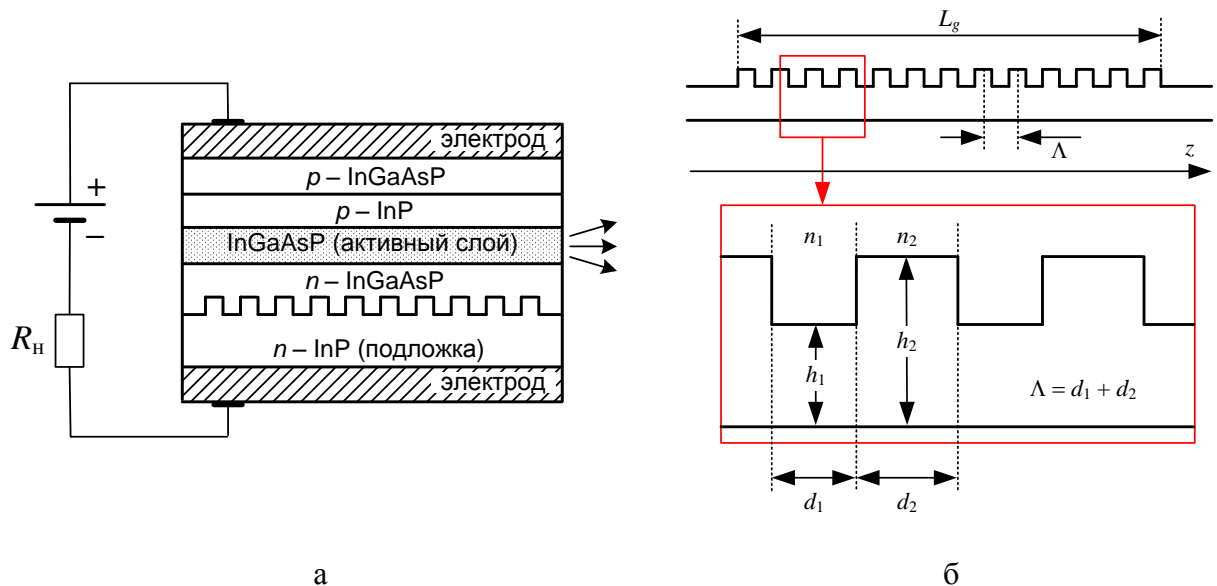 электрод
p – InGaAsP
p – InP
InGaAsP (активный слой)
n – InGaAsP
n – InP (подложка)
электрод
+
–
Rн
а
Lg
Λ
z
n1
n2
h1
h2
Λ = d1 + d2
d1
d2
б